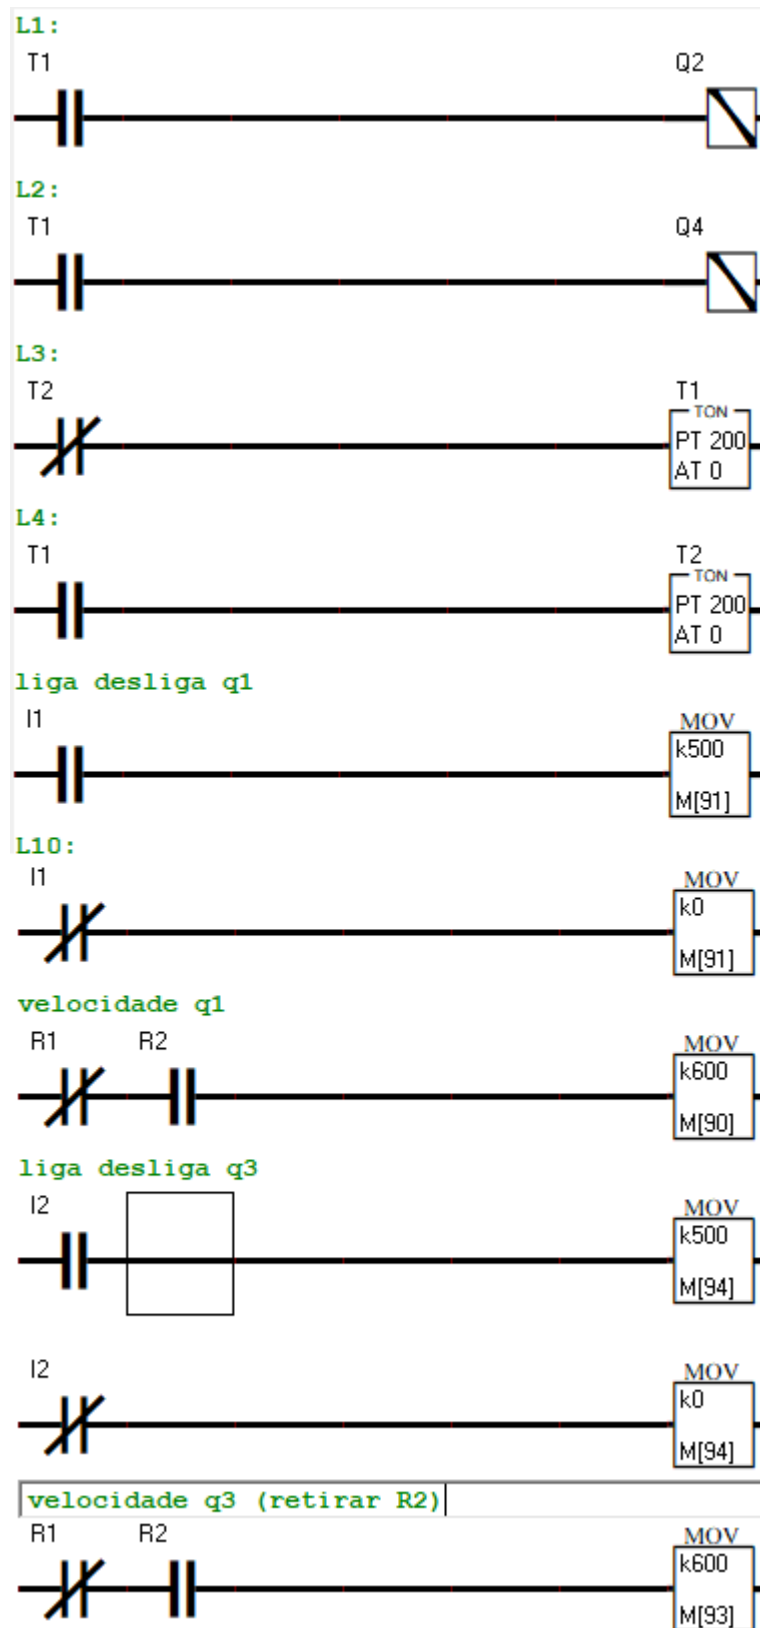 L1:
T1 Q2
L2:
T1 Q4
L3:
T2 T1
TON
PT 200
AT 0
L4:
T1 T2
TON
PT 200
AT 0
liga desliga q1
I1 MOV
k500
M[91]
L10:
I1 MOV
k0
M[91]
velocidade q1
R1 R2 MOV
k600
M[90]
liga desliga q3
I2 MOV
k500
M[94]
I2 MOV
k0
M[94]
velocidade q3 (retirar R2)
R1 R2 MOV
k600
M[93]